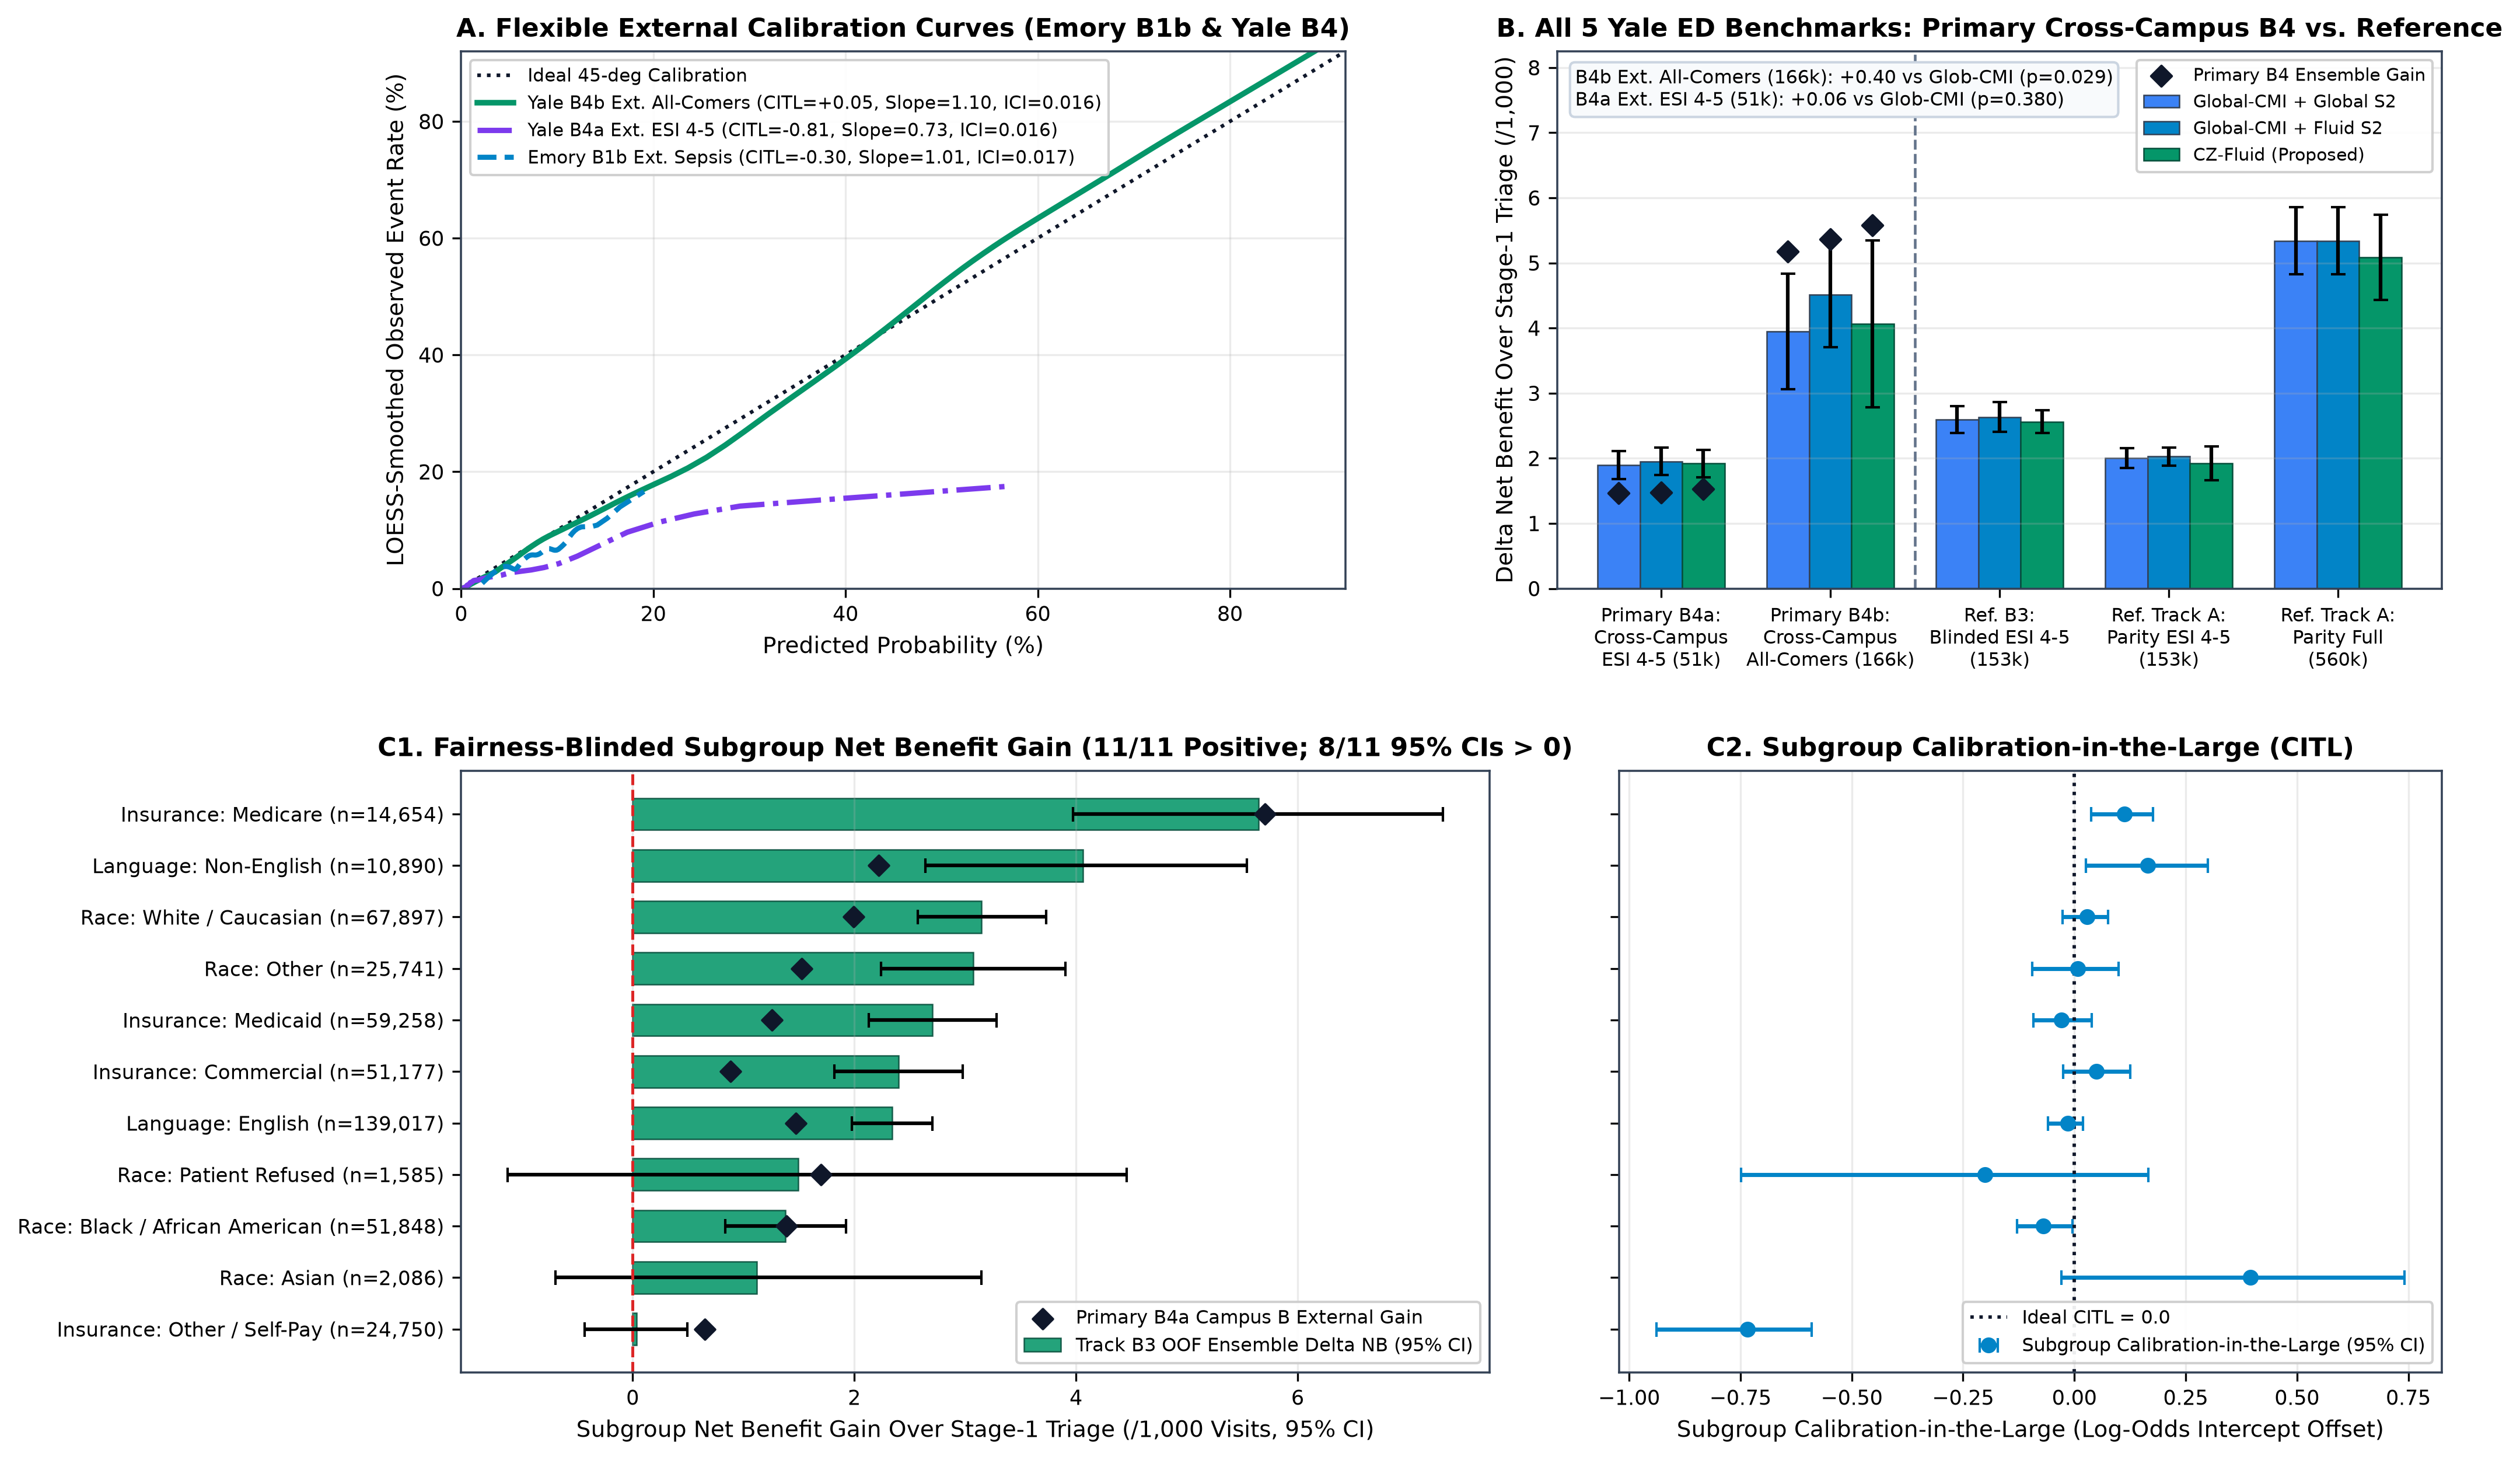 A. Flexible External Calibration Curves (Emory B1b & Yale B4)
LOESS-Smoothed Observed Event Rate (%)
Ideal 45-deg Calibration
Yale B4b Ext. All-Comers (CITL=+0.05, Slope=1.10, ICI=0.016)
Yale B4a Ext. ESI 4-5 (CITL=-0.81, Slope=0.73, ICI=0.016)
Emory B1b Ext. Sepsis (CITL=-0.30, Slope=1.01, ICI=0.017)
80
60
40
20
0
0 20 40 60 80
Predicted Probability (%)
B. All 5 Yale ED Benchmarks: Primary Cross-Campus B4 vs. Reference
Delta Net Benefit Over Stage-1 Triage (/1,000)
B4b Ext. All-Comers (166k): +0.40 vs Glob-CMI (p=0.029)
B4a Ext. ESI 4-5 (51k): +0.06 vs Glob-CMI (p=0.380)
Primary B4 Ensemble Gain
Global-CMI + Global S2
Global-CMI + Fluid S2
CZ-Fluid (Proposed)
8
7
6
5
4
3
2
1
0
Primary B4a:
Cross-Campus
ESI 4-5 (51k)
Primary B4b:
Cross-Campus
All-Comers (166k)
Ref. B3:
Blinded ESI 4-5
(153k)
Ref. Track A:
Parity ESI 4-5
(153k)
Ref. Track A:
Parity Full
(560k)
C1. Fairness-Blinded Subgroup Net Benefit Gain (11/11 Positive; 8/11 95% CIs > 0)
Insurance: Medicare (n=14,654)
Language: Non-English (n=10,890)
Race: White / Caucasian (n=67,897)
Race: Other (n=25,741)
Insurance: Medicaid (n=59,258)
Insurance: Commercial (n=51,177)
Language: English (n=139,017)
Race: Patient Refused (n=1,585)
Race: Black / African American (n=51,848)
Race: Asian (n=2,086)
Insurance: Other / Self-Pay (n=24,750)
Primary B4a Campus B External Gain
Track B3 OOF Ensemble Delta NB (95% CI)
0 2 4 6
Subgroup Net Benefit Gain Over Stage-1 Triage (/1,000 Visits, 95% CI)
C2. Subgroup Calibration-in-the-Large (CITL)
Ideal CITL = 0.0
Subgroup Calibration-in-the-Large (95% CI)
−1.00 −0.75 −0.50 −0.25 0.00 0.25 0.50 0.75
Subgroup Calibration-in-the-Large (Log-Odds Intercept Offset)